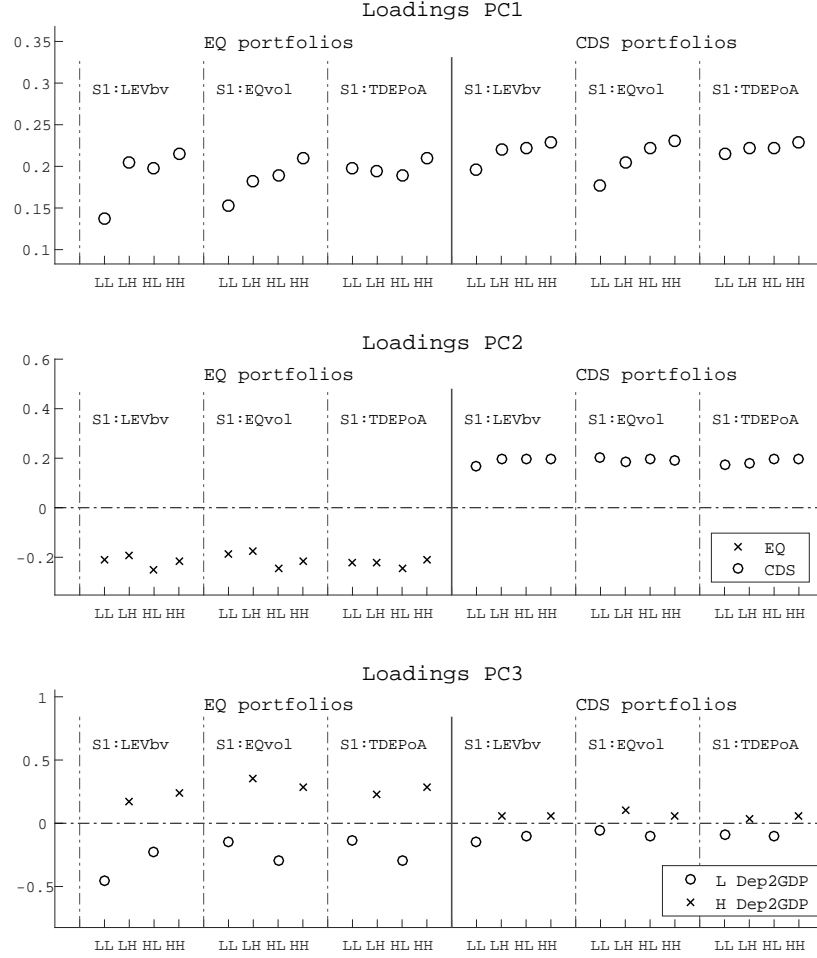 Loadings PC1
EQ portfolios CDS portfolios
S1:LEVbv S1:EQvol S1:TDEPoA S1:LEVbv S1:EQvol S1:TDEPoA
0.35
0.3
0.25
0.2
0.15
0.1
LL LH HL HH LL LH HL HH LL LH HL HH LL LH HL HH LL LH HL HH LL LH HL HH
Loadings PC2
EQ portfolios CDS portfolios
S1:LEVbv S1:EQvol S1:TDEPoA S1:LEVbv S1:EQvol S1:TDEPoA
0.6
0.4
0.2
0
-0.2
EQ
CDS
LL LH HL HH LL LH HL HH LL LH HL HH LL LH HL HH LL LH HL HH LL LH HL HH
Loadings PC3
EQ portfolios CDS portfolios
S1:LEVbv S1:EQvol S1:TDEPoA S1:LEVbv S1:EQvol S1:TDEPoA
1
0.5
0
-0.5
L Dep2GDP
H Dep2GDP
LL LH HL HH LL LH HL HH LL LH HL HH LL LH HL HH LL LH HL HH LL LH HL HH